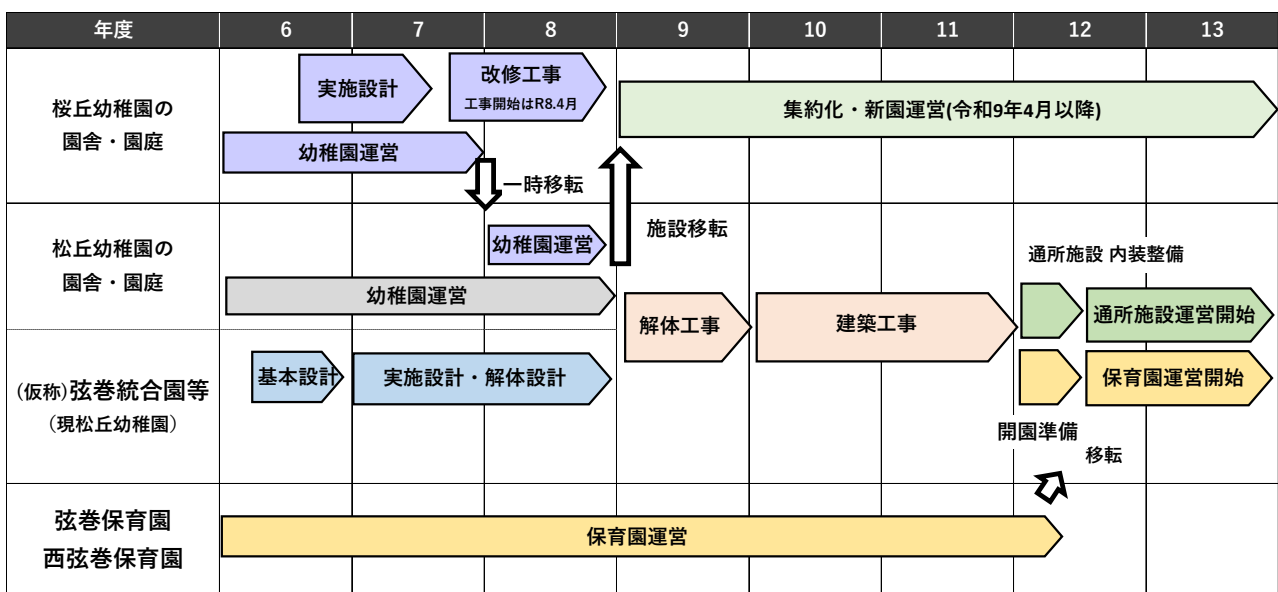 年度 6 7 8 9 10 11 12 13
桜丘幼稚園の
園舎・園庭
実施設計
改修工事
工事開始はR8.4月
集約化・新園運営(令和9年4月以降)
幼稚園運営
一時移転
松丘幼稚園の
園舎・園庭
幼稚園運営
施設移転
幼稚園運営
通所施設 内装整備
解体工事
建築工事
通所施設運営開始
(仮称)弦巻統合園等
（現松丘幼稚園）
基本設計
実施設計・解体設計
保育園運営開始
開園準備
移転
弦巻保育園
西弦巻保育園
保育園運営